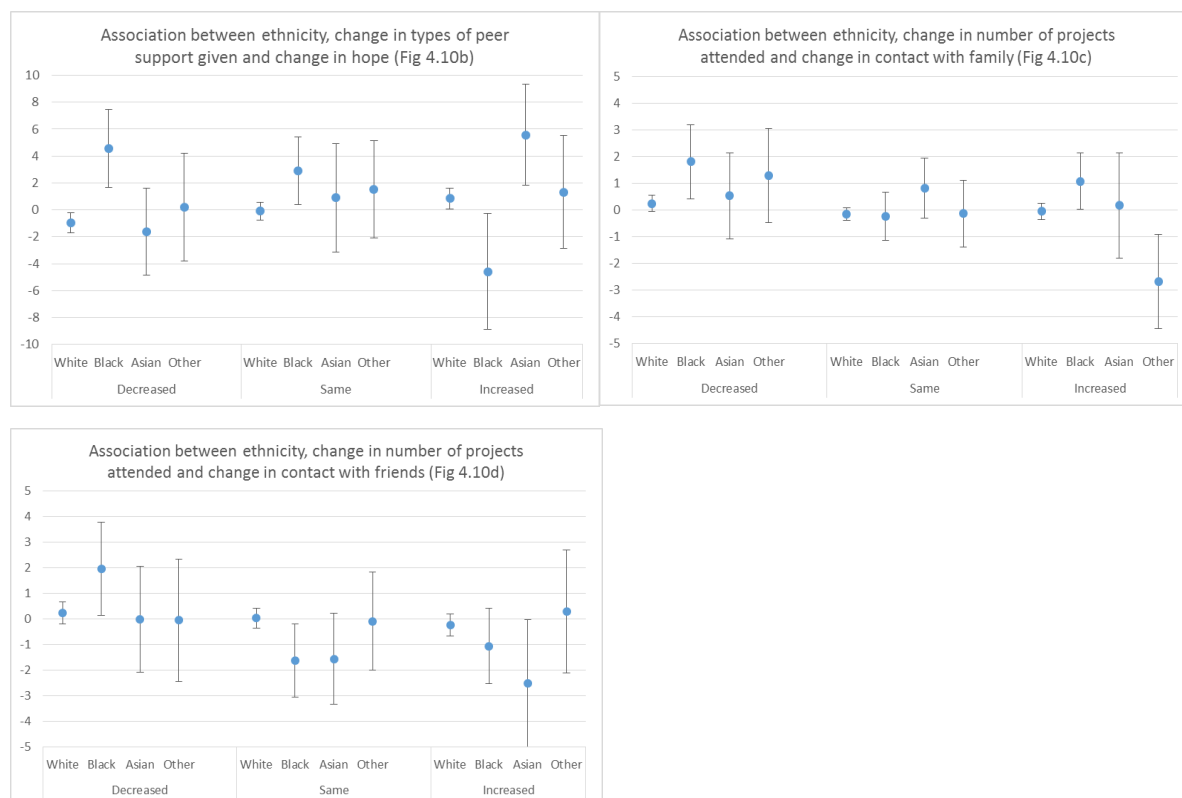 Association between ethnicity, change in types of peer
support given and change in hope (Fig 4.10b)
10
8
6
4
2
0
-2
-4
-6
-8
-10
White Black Asian Other White Black Asian Other White Black Asian Other
Decreased Same Increased
Association between ethnicity, change in number of projects
attended and change in contact with family (Fig 4.10c)
5
4
3
2
1
0
-1
-2
-3
-4
-5
White Black Asian Other White Black Asian Other White Black Asian Other
Decreased Same Increased
Association between ethnicity, change in number of projects
attended and change in contact with friends (Fig 4.10d)
5
4
3
2
1
0
-1
-2
-3
-4
-5
White Black Asian Other White Black Asian Other White Black Asian Other
Decreased Same Increased